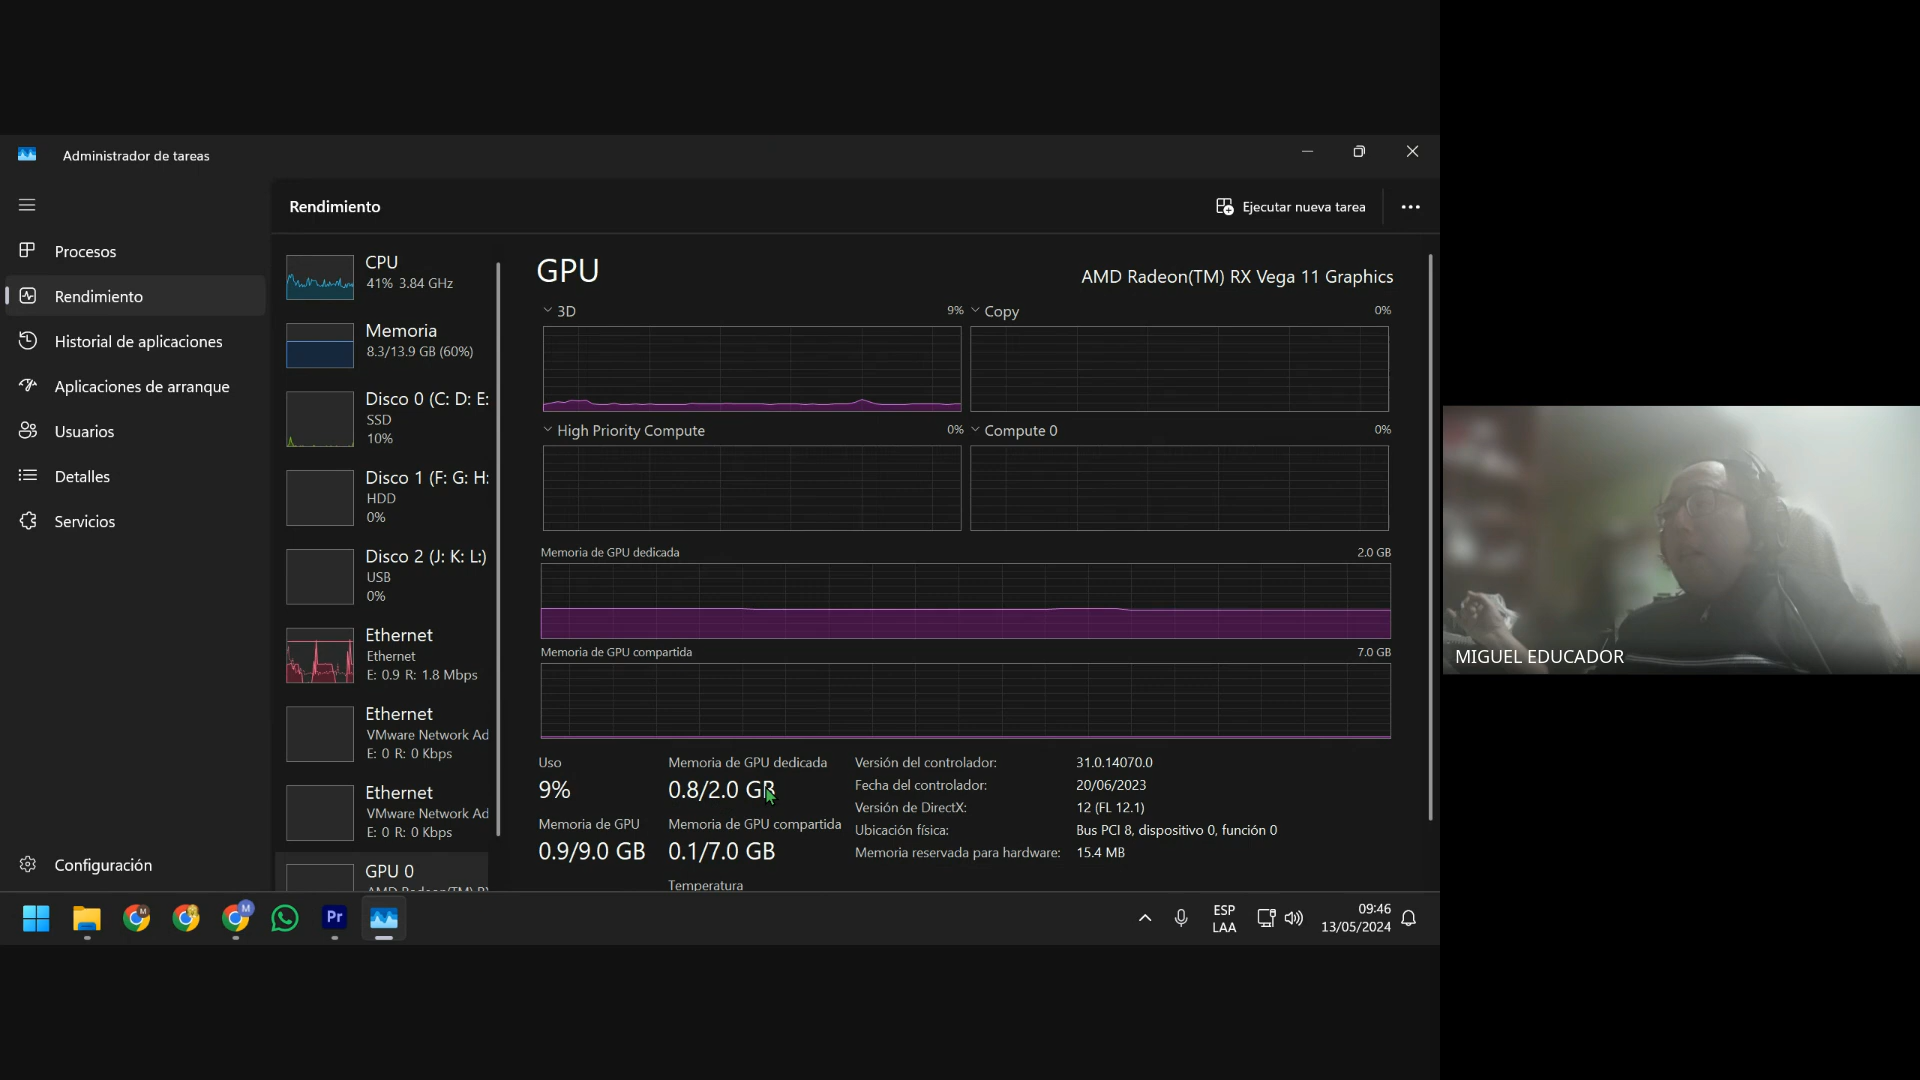 Administrador de tareas
Rendimiento
Ejecutar nueva tarea
Procesos
Rendimiento
Historial de aplicaciones
Aplicaciones de arranque
Usuarios
Detalles
Servicios
Configuración
CPU
41% 3.84 GHz
Memoria
8.3/13.9 GB (60%)
Disco 0 (C: D: E:
SSD
10%
Disco 1 (F: G: H:
HDD
0%
Disco 2 (J: K: L:)
USB
0%
Ethernet
Ethernet
E: 0.9 R: 1.8 Mbps
Ethernet
VMware Network Ad
E: 0 R: 0 Kbps
Ethernet
VMware Network Ad
E: 0 R: 0 Kbps
GPU 0
GPU
AMD Radeon(TM) RX Vega 11 Graphics
3D 9%
Copy 0%
High Priority Compute 0%
Compute 0 0%
Memoria de GPU dedicada 2.0 GB
Memoria de GPU compartida 7.0 GB
Uso
9%
Memoria de GPU dedicada
0.8/2.0 GB
Memoria de GPU
0.9/9.0 GB
Memoria de GPU compartida
0.1/7.0 GB
Temperatura
Versión del controlador: 31.0.14070.0
Fecha del controlador: 20/06/2023
Versión de DirectX: 12 (FL 12.1)
Ubicación física: Bus PCI 8, dispositivo 0, función 0
Memoria reservada para hardware: 15.4 MB
M
M
Pr
ESP
LAA
09:46
13/05/2024
MIGUEL EDUCADOR